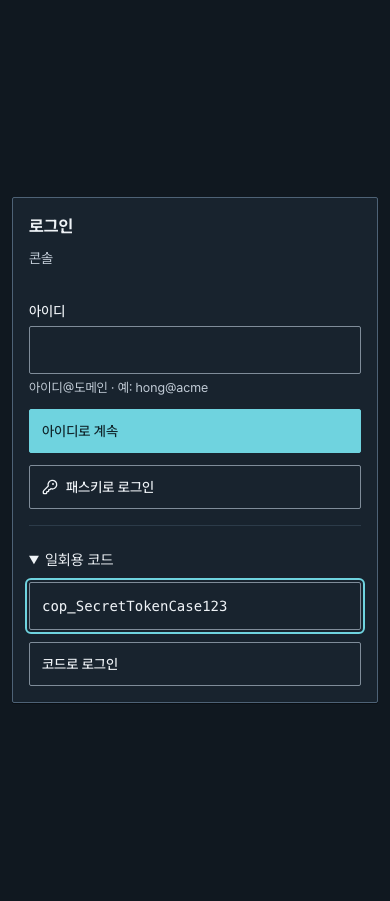 로그인
콘솔
아이디
아이디@도메인 · 예: hong@acme
아이디로 계속
패스키로 로그인
▼ 일회용 코드
cop_SecretTokenCase123
코드로 로그인